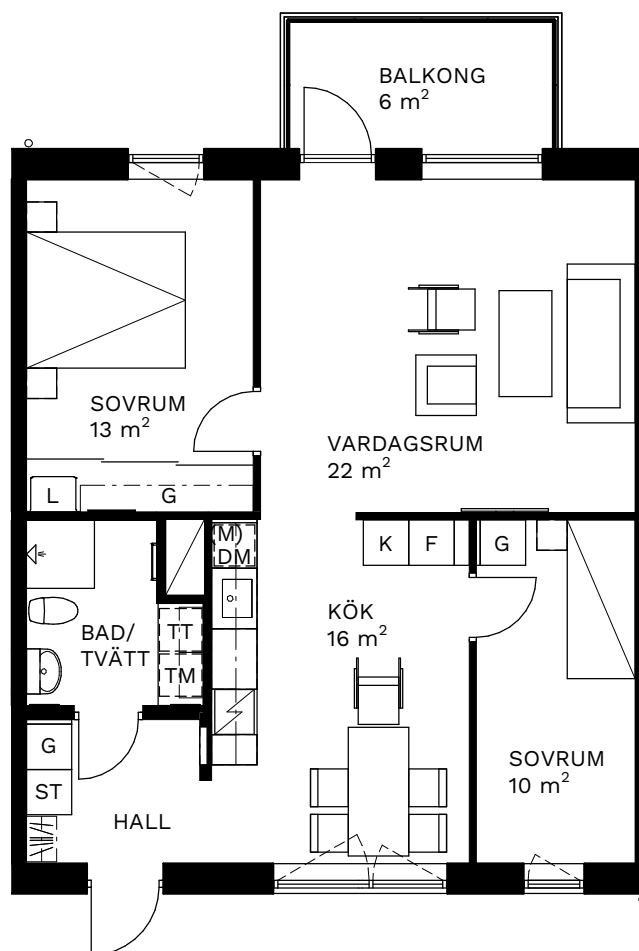 BALKONG
6 m²
SOVRUM
13 m²
VARDAGSRUM
22 m²
L
G
M)
DM
K
F
G
KÖK
16 m²
BAD/
TVÄTT
TT
TM
G
ST
SOVRUM
10 m²
HALL